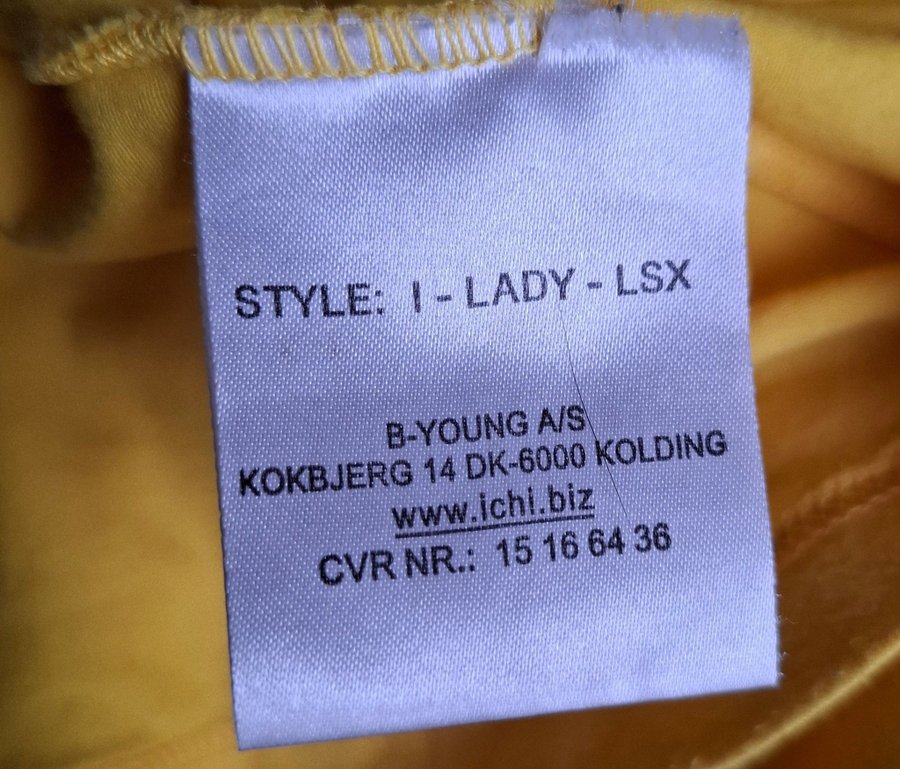 STYLE: I - LADY - LSX
B-YOUNG A/S
KOKBJERG 14 DK-6000 KOLDING
www.ichi.biz
CVR NR.: 15 16 64 36